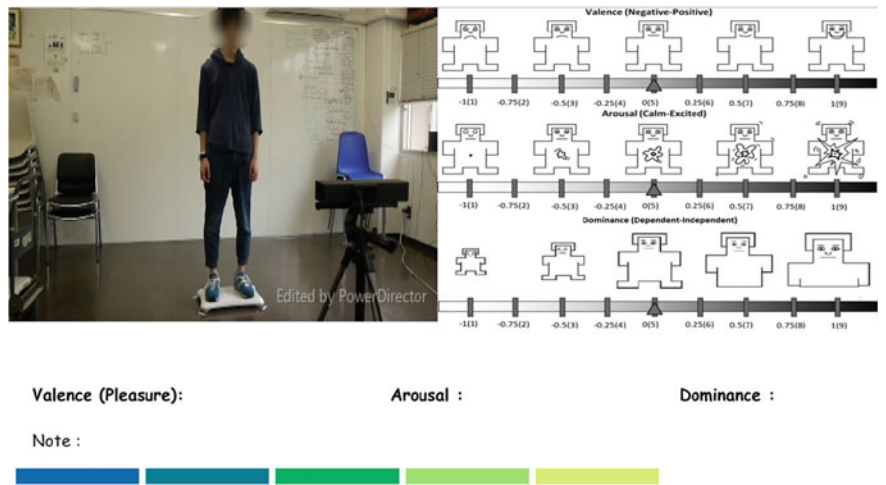 Edited by PowerDirector
Valence (Negative-Positive)
-1(1) -0.75(2) -0.5(3) -0.25(4) 0(5) 0.25(6) 0.5(7) 0.75(8) 1(9)
Arousal (Calm-Excited)
-1(1) -0.75(2) -0.5(3) -0.25(4) 0(5) 0.25(6) 0.5(7) 0.75(8) 1(9)
Dominance (Dependent-Independent)
-1(1) -0.75(2) -0.5(3) -0.25(4) 0(5) 0.25(6) 0.5(7) 0.75(8) 1(9)
Valence (Pleasure): Arousal : Dominance :
Note :